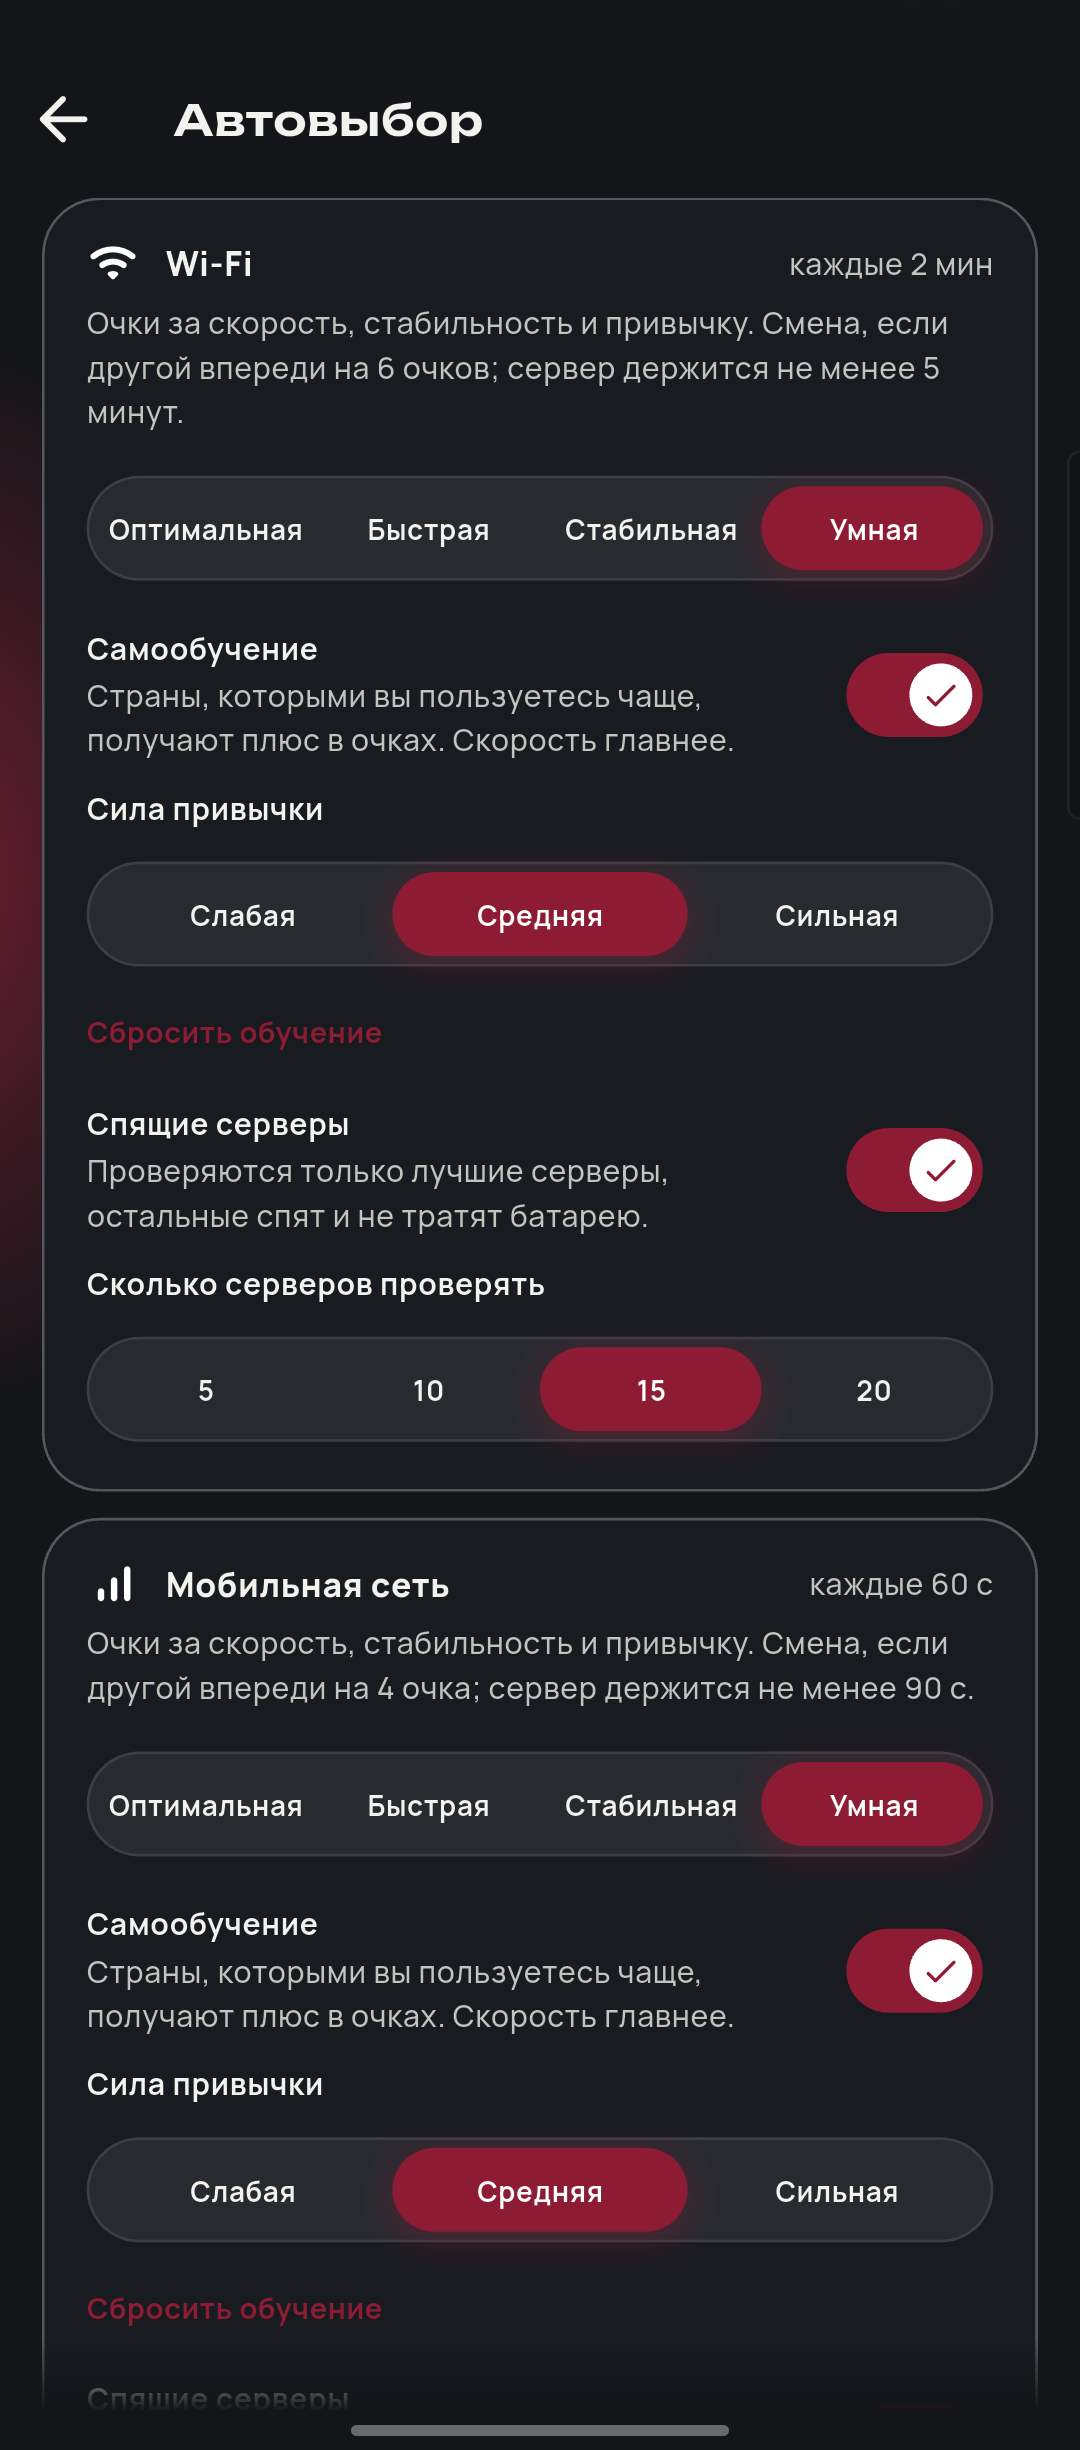 Автовыбор
Wi-Fi
каждые 2 мин
Очки за скорость, стабильность и привычку. Смена, если
другой впереди на 6 очков; сервер держится не менее 5
минут.
Оптимальная Быстрая Стабильная Умная
Самообучение
Страны, которыми вы пользуетесь чаще,
получают плюс в очках. Скорость главнее.
Сила привычки
Слабая Средняя Сильная
Сбросить обучение
Спящие серверы
Проверяются только лучшие серверы,
остальные спят и не тратят батарею.
Сколько серверов проверять
5 10 15 20
Мобильная сеть
каждые 60 с
Очки за скорость, стабильность и привычку. Смена, если
другой впереди на 4 очка; сервер держится не менее 90 с.
Оптимальная Быстрая Стабильная Умная
Самообучение
Страны, которыми вы пользуетесь чаще,
получают плюс в очках. Скорость главнее.
Сила привычки
Слабая Средняя Сильная
Сбросить обучение
Спящие серверы